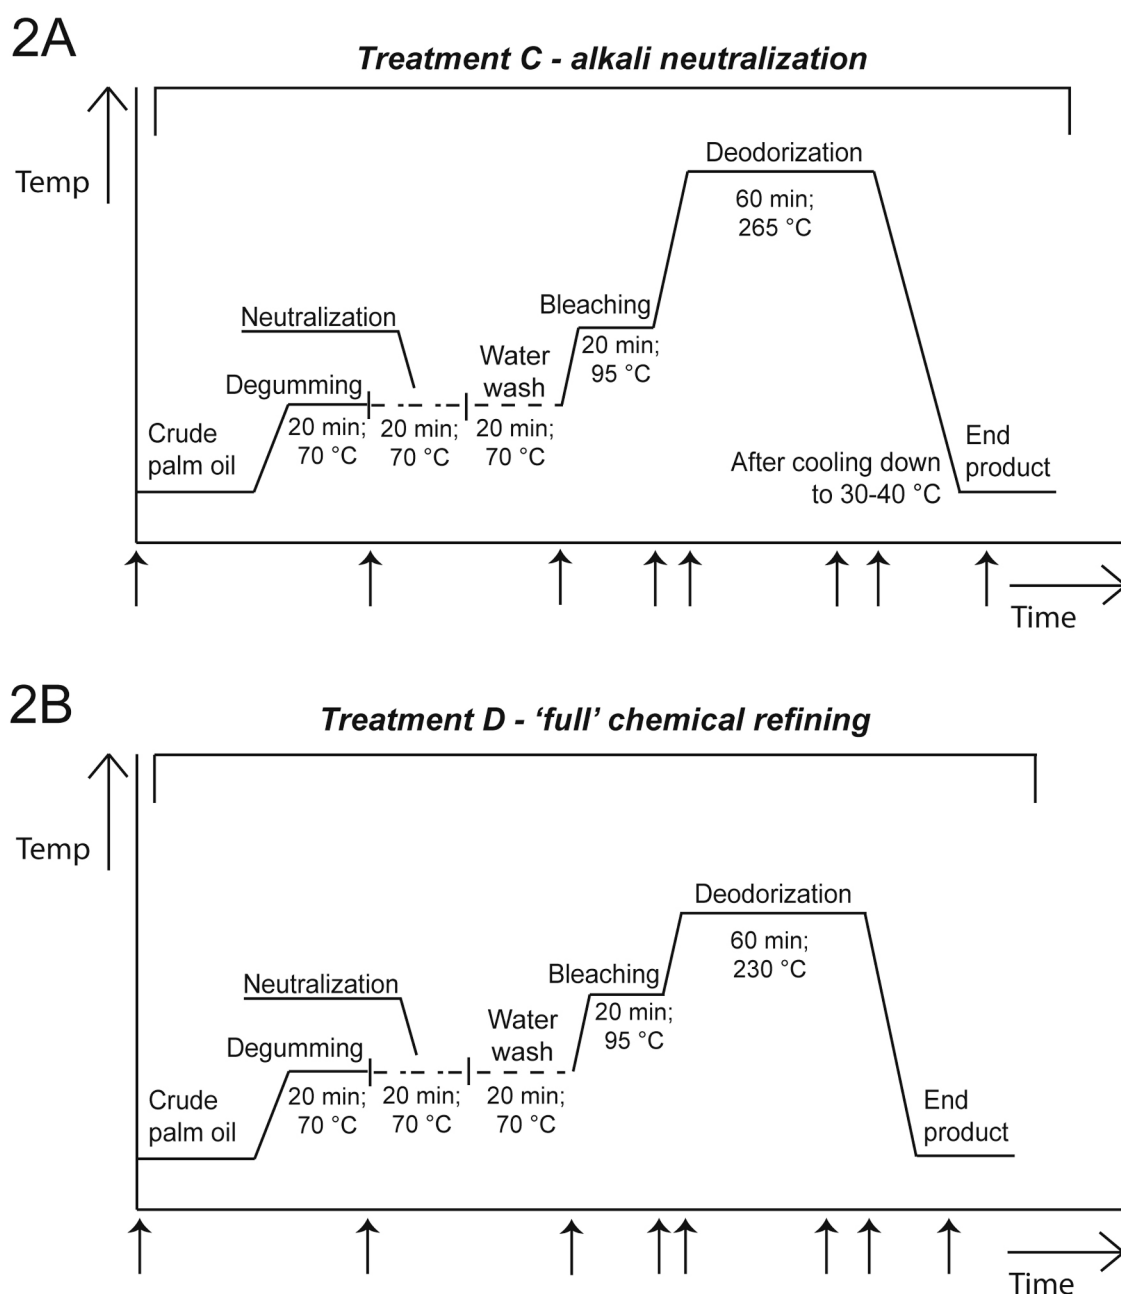 2A
Treatment C - alkali neutralization
Temp
Deodorization
60 min;
265 °C
Neutralization
Bleaching
20 min;
95 °C
Water
wash
Degumming
20 min;
70 °C
20 min;
70 °C
20 min;
70 °C
Crude
palm oil
After cooling down
to 30-40 °C
End
product
Time
2B
Treatment D - ‘full’ chemical refining
Temp
Deodorization
60 min;
230 °C
Neutralization
Bleaching
20 min;
95 °C
Water
wash
Degumming
20 min;
70 °C
20 min;
70 °C
20 min;
70 °C
Crude
palm oil
End
product
Time